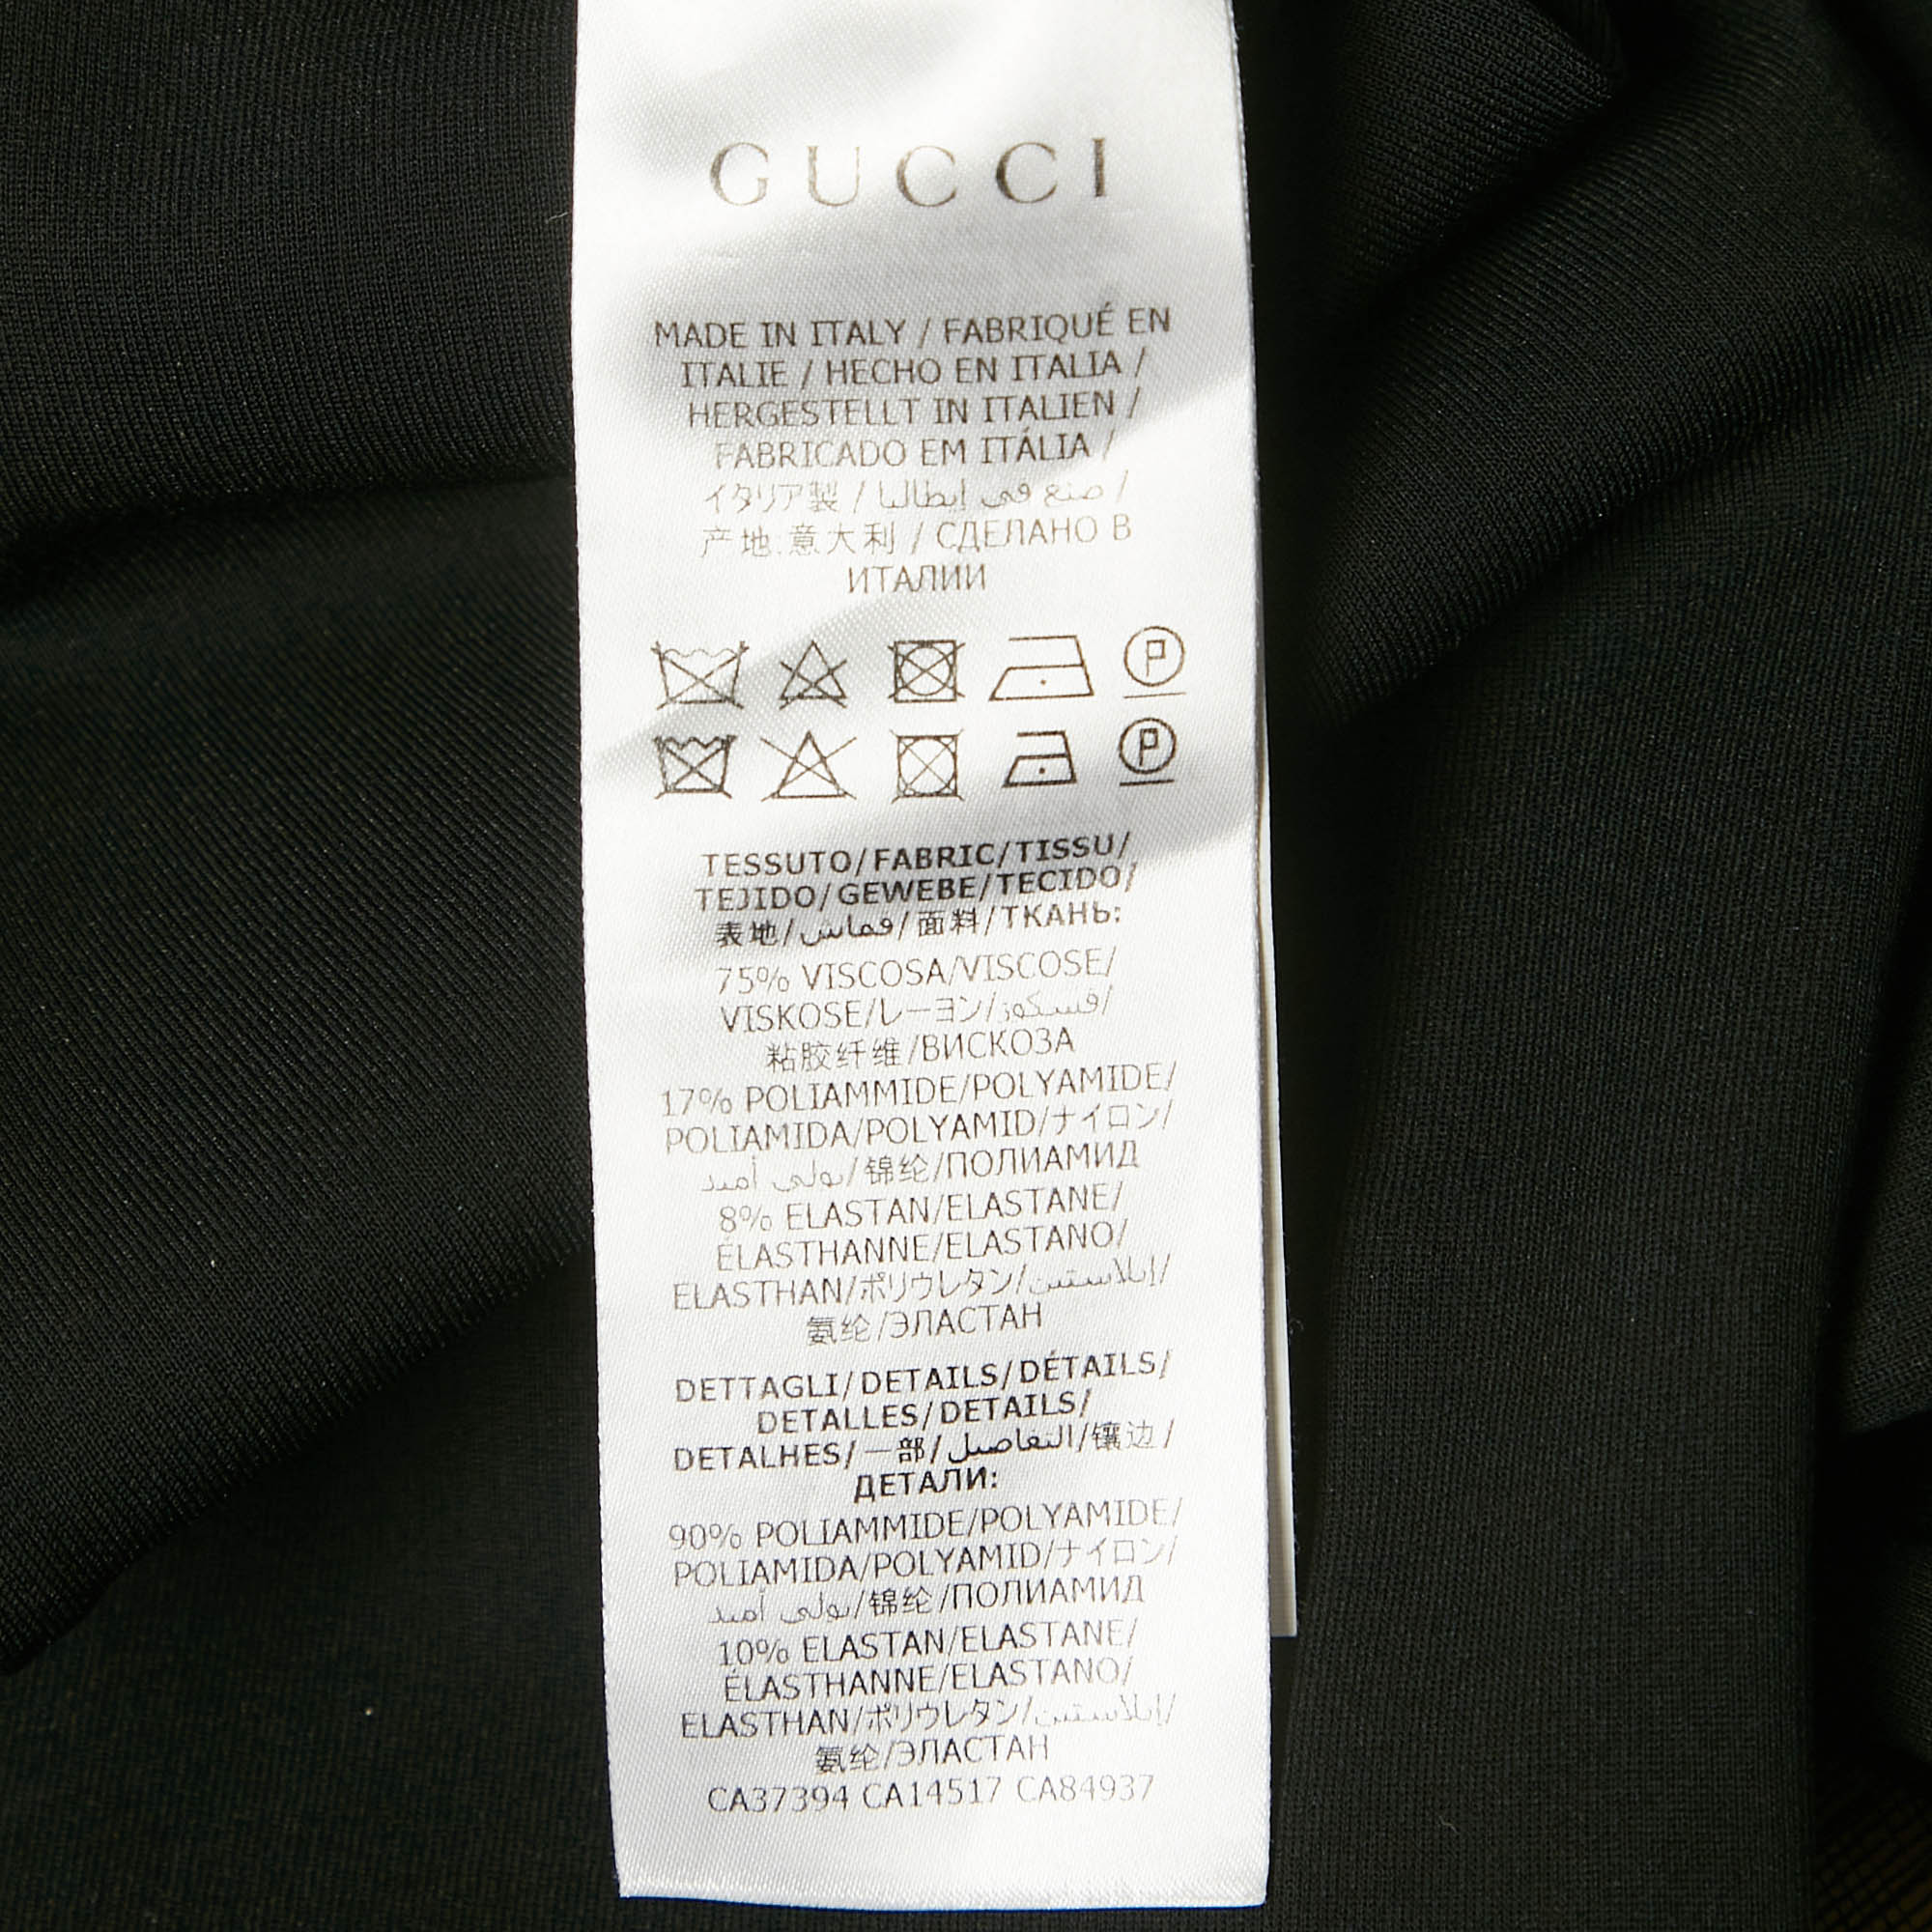 GUCCI
MADE IN ITALY / FABRIQUÉ EN
ITALIE / HECHO EN ITALIA /
HERGESTELLT IN ITALIEN /
FABRICADO EM ITÁLIA /
イタリア製 / صنع في إيطاليا /
产地:意大利 / СДЕЛАНО В
ИТАЛИИ
P
P
TESSUTO/FABRIC/TISSU/
TEJIDO/GEWEBE/TECIDO/
表地/قماش/面料/ТКАНЬ:
75% VISCOSA/VISCOSE/
VISKOSE/レーヨン/فسكوز/
粘胶纤维/ВИСКОЗА
17% POLIAMMIDE/POLYAMIDE/
POLIAMIDA/POLYAMID/ナイロン/
بولي أميد/锦纶/ПОЛИАМИД
8% ELASTAN/ELASTANE/
ÉLASTHANNE/ELASTANO/
ELASTHAN/ポリウレタン/إيلاستين/
氨纶/ЭЛАСТАН
DETTAGLI/DETAILS/DÉTAILS/
DETALLES/DETAILS/
DETALHES/一部/التفاصيل/镶边/
ДЕТАЛИ:
90% POLIAMMIDE/POLYAMIDE/
POLIAMIDA/POLYAMID/ナイロン/
بولي أميد/锦纶/ПОЛИАМИД
10% ELASTAN/ELASTANE/
ÉLASTHANNE/ELASTANO/
ELASTHAN/ポリウレタン/إيلاستين/
氨纶/ЭЛАСТАН
CA37394 CA14517 CA84937